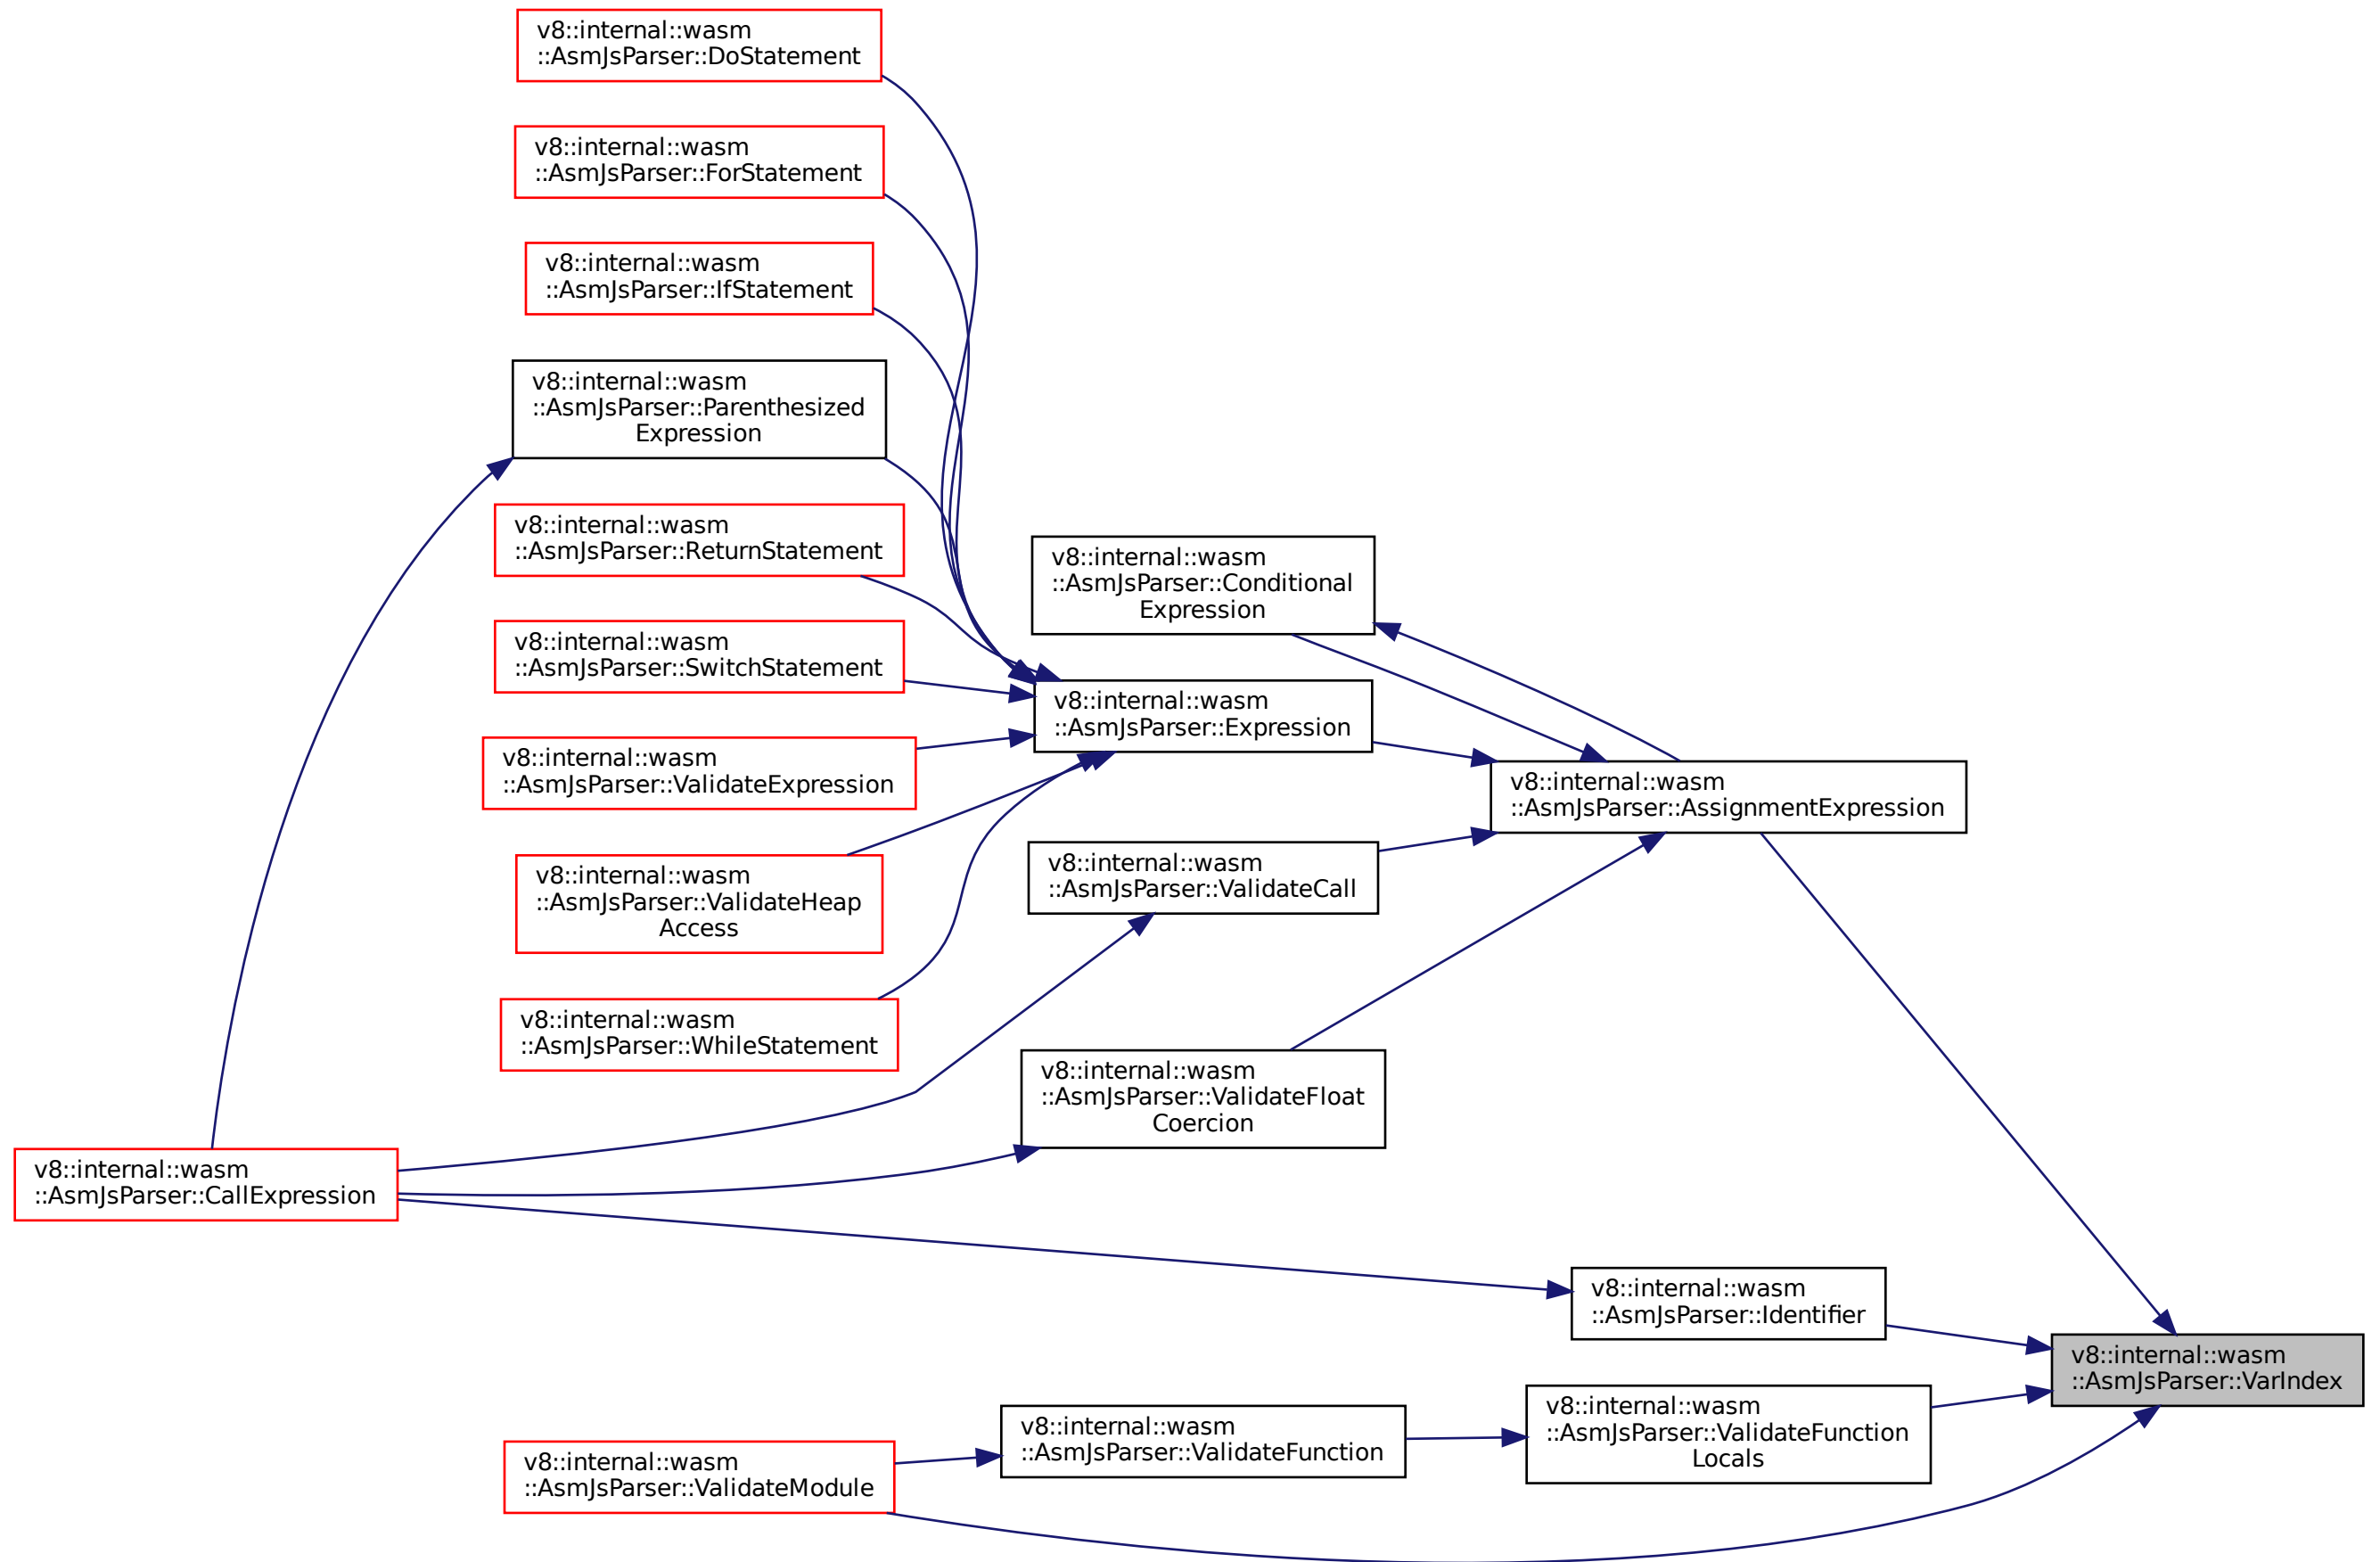 v8::internal::wasm
::AsmJsParser::DoStatement
v8::internal::wasm
::AsmJsParser::ForStatement
v8::internal::wasm
::AsmJsParser::IfStatement
v8::internal::wasm
::AsmJsParser::Parenthesized
Expression
v8::internal::wasm
::AsmJsParser::ReturnStatement
v8::internal::wasm
::AsmJsParser::SwitchStatement
v8::internal::wasm
::AsmJsParser::ValidateExpression
v8::internal::wasm
::AsmJsParser::ValidateHeap
Access
v8::internal::wasm
::AsmJsParser::WhileStatement
v8::internal::wasm
::AsmJsParser::CallExpression
v8::internal::wasm
::AsmJsParser::ValidateModule
v8::internal::wasm
::AsmJsParser::Conditional
Expression
v8::internal::wasm
::AsmJsParser::Expression
v8::internal::wasm
::AsmJsParser::ValidateCall
v8::internal::wasm
::AsmJsParser::ValidateFloat
Coercion
v8::internal::wasm
::AsmJsParser::ValidateFunction
v8::internal::wasm
::AsmJsParser::AssignmentExpression
v8::internal::wasm
::AsmJsParser::Identifier
v8::internal::wasm
::AsmJsParser::ValidateFunction
Locals
v8::internal::wasm
::AsmJsParser::VarIndex